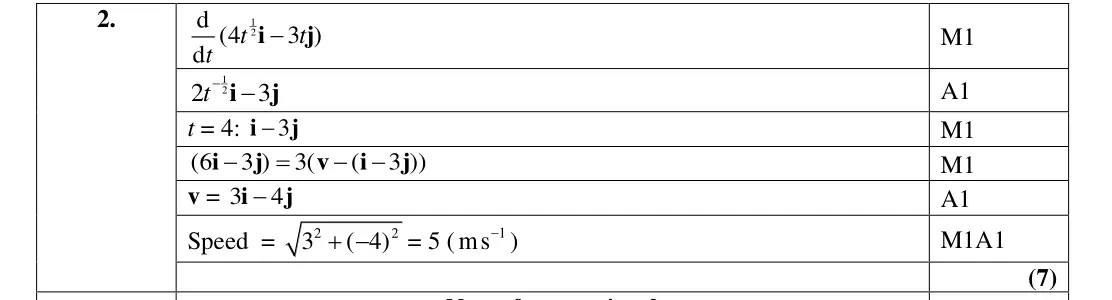 2.
d/dt (4t^{1/2}i − 3tj) M1
2t^{−1/2}i − 3j A1
t = 4: i − 3j M1
(6i − 3j) = 3(v − (i − 3j)) M1
v = 3i − 4j A1
Speed = √(3² + (−4)²) = 5 (m s⁻¹) M1A1
(7)